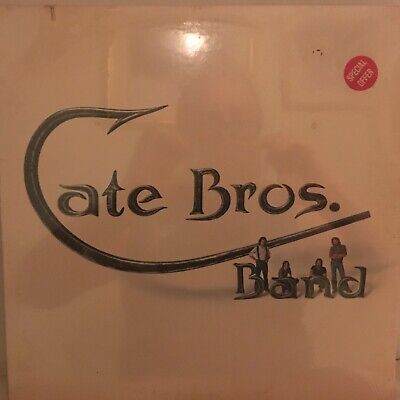 SPECIAL
OFFER
Cate Bros.
Band